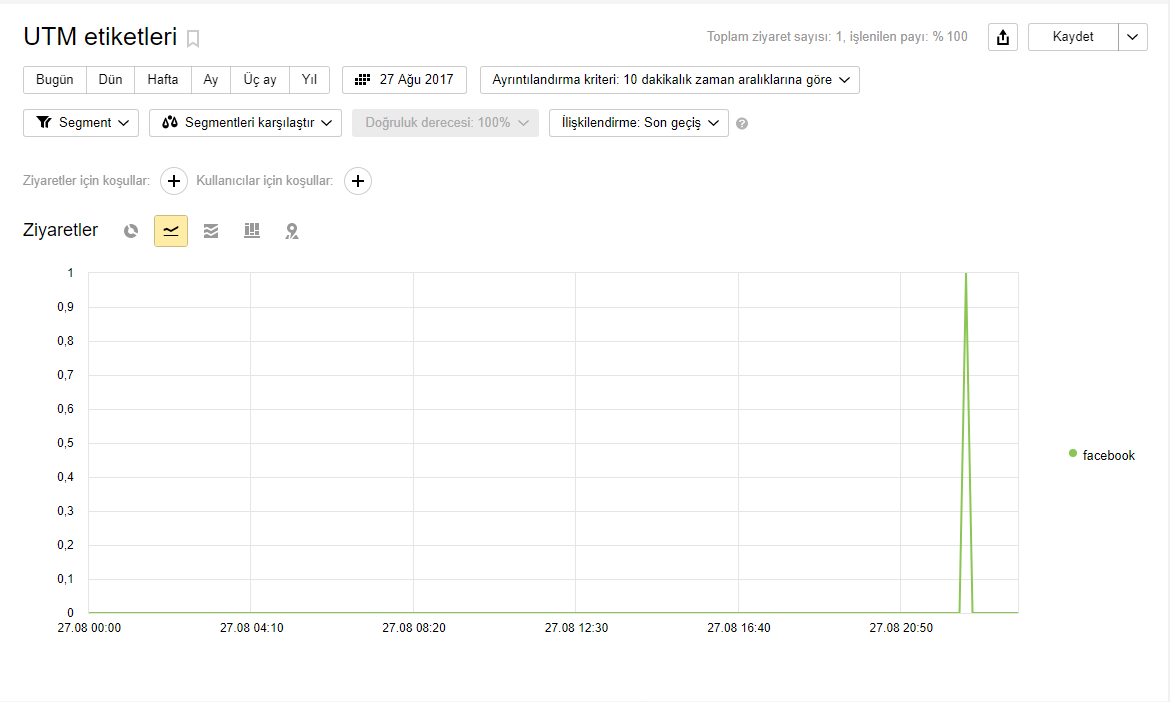 UTM etiketleri
Toplam ziyaret sayısı: 1, işlenilen payı: % 100
Kaydet
Bugün Dün Hafta Ay Üç ay Yıl
27 Ağu 2017
Ayrıntılandırma kriteri: 10 dakikalık zaman aralıklarına göre
Segment
Segmentleri karşılaştır
Doğruluk derecesi: 100%
İlişkilendirme: Son geçiş
?
Ziyaretler için koşullar:
Kullanıcılar için koşullar:
Ziyaretler
1
0,9
0,8
0,7
0,6
0,5
0,4
0,3
0,2
0,1
0
27.08 00:00 27.08 04:10 27.08 08:20 27.08 12:30 27.08 16:40 27.08 20:50
facebook